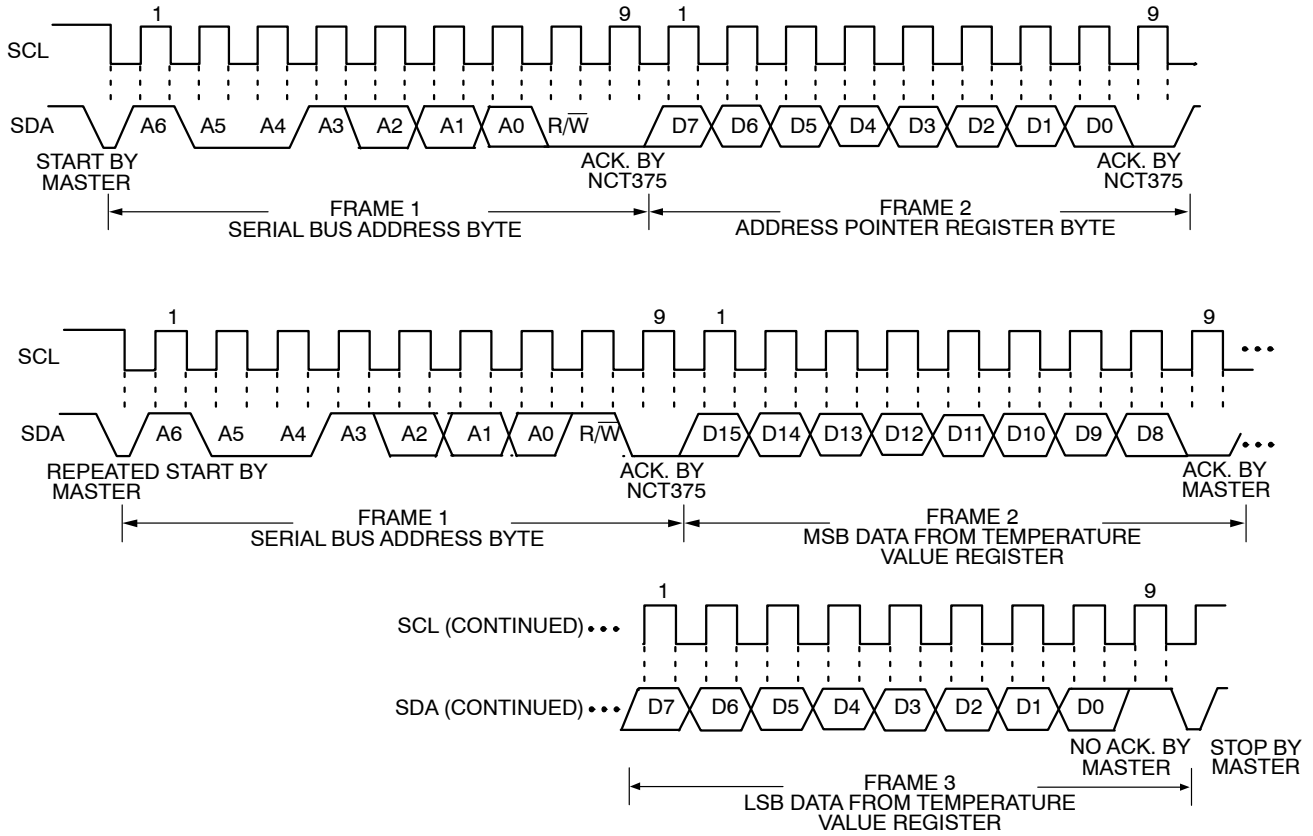 1 9 1 9
SCL
SDA A6 A5 A4 A3 A2 A1 A0 R/W̅ D7 D6 D5 D4 D3 D2 D1 D0
START BY
MASTER
ACK. BY
NCT375
ACK. BY
NCT375
FRAME 1
SERIAL BUS ADDRESS BYTE
FRAME 2
ADDRESS POINTER REGISTER BYTE
1 9 1 9
SCL
SDA A6 A5 A4 A3 A2 A1 A0 R/W̅ D15 D14 D13 D12 D11 D10 D9 D8
REPEATED START BY
MASTER
ACK. BY
NCT375
ACK. BY
MASTER
FRAME 1
SERIAL BUS ADDRESS BYTE
FRAME 2
MSB DATA FROM TEMPERATURE
VALUE REGISTER
1 9
SCL (CONTINUED)
SDA (CONTINUED) D7 D6 D5 D4 D3 D2 D1 D0
NO ACK. BY
MASTER
STOP BY
MASTER
FRAME 3
LSB DATA FROM TEMPERATURE
VALUE REGISTER